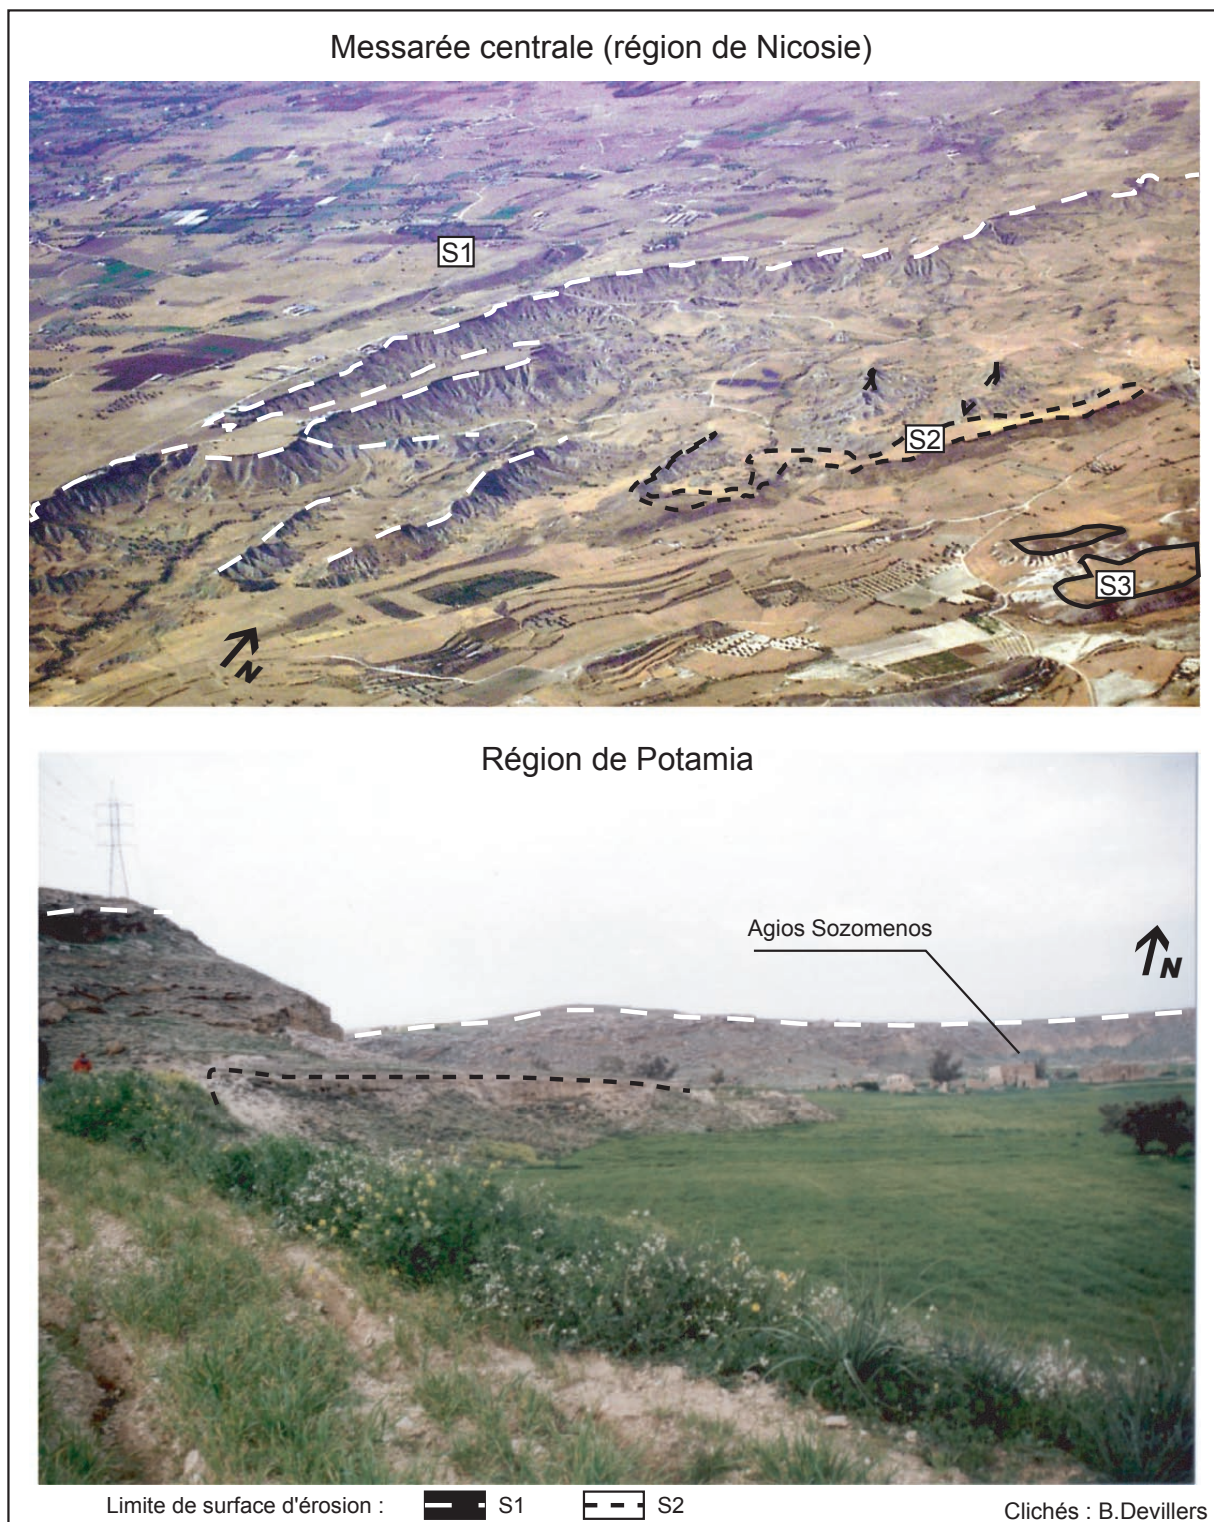 Messarée centrale (région de Nicosie)
S1
S2
S3
N
Région de Potamia
Agios Sozomenos
N
Limite de surface d'érosion : S1 S2
Clichés : B.Devillers